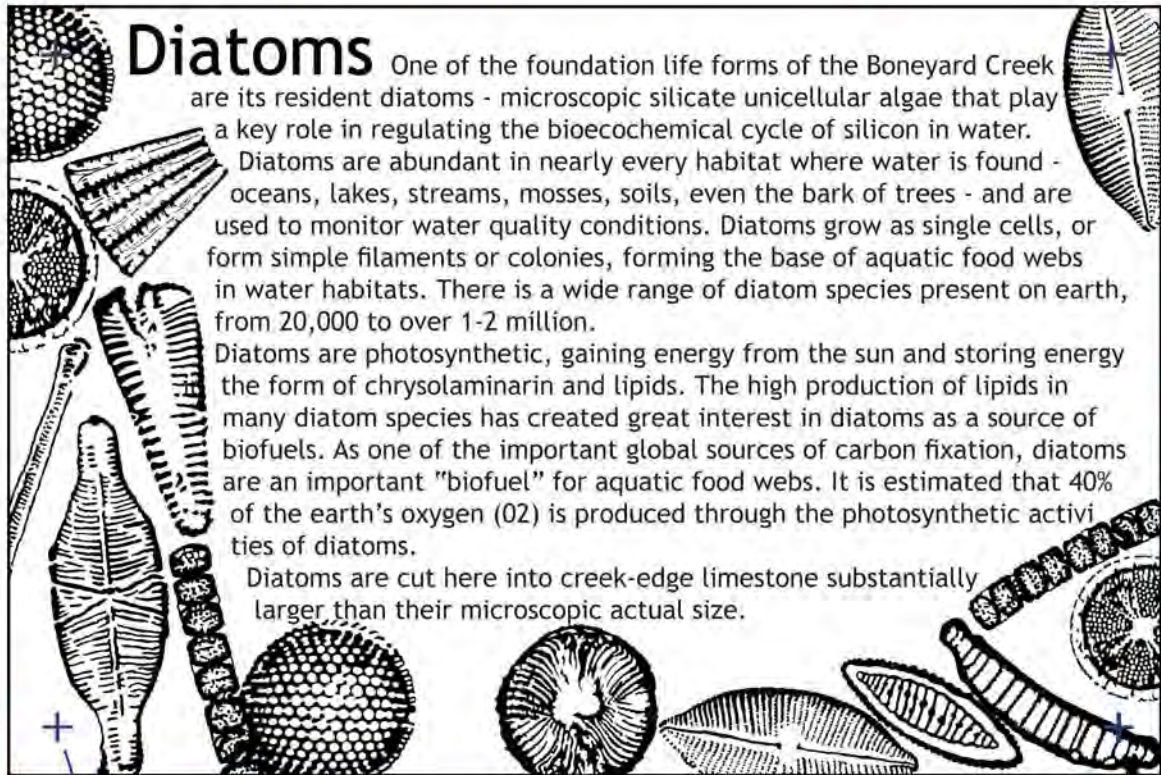 Diatoms One of the foundation life forms of the Boneyard Creek
are its resident diatoms - microscopic silicate unicellular algae that play
a key role in regulating the bioecochemical cycle of silicon in water.
Diatoms are abundant in nearly every habitat where water is found -
oceans, lakes, streams, mosses, soils, even the bark of trees - and are
used to monitor water quality conditions. Diatoms grow as single cells, or
form simple filaments or colonies, forming the base of aquatic food webs
in water habitats. There is a wide range of diatom species present on earth,
from 20,000 to over 1-2 million.
Diatoms are photosynthetic, gaining energy from the sun and storing energy
the form of chrysolaminarin and lipids. The high production of lipids in
many diatom species has created great interest in diatoms as a source of
biofuels. As one of the important global sources of carbon fixation, diatoms
are an important "biofuel" for aquatic food webs. It is estimated that 40%
of the earth's oxygen (02) is produced through the photosynthetic activi
ties of diatoms.
Diatoms are cut here into creek-edge limestone substantially
larger than their microscopic actual size.